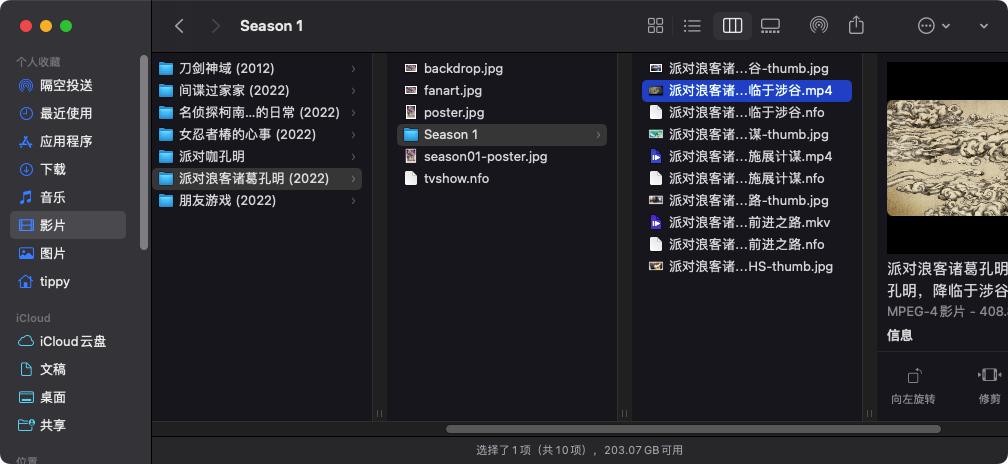 Season 1
个人收藏
隔空投送
最近使用
应用程序
下载
音乐
影片
图片
tippy
iCloud
iCloud云盘
文稿
桌面
共享
位置
刀剑神域 (2012)
间谍过家家 (2022)
名侦探柯南...的日常 (2022)
女忍者椿的心事 (2022)
派对咖孔明
派对浪客诸葛孔明 (2022)
朋友游戏 (2022)
backdrop.jpg
fanart.jpg
poster.jpg
Season 1
season01-poster.jpg
tvshow.nfo
派对浪客诸...谷-thumb.jpg
派对浪客诸...临于涉谷.mp4
派对浪客诸...临于涉谷.nfo
派对浪客诸...谋-thumb.jpg
派对浪客诸...施展计谋.mp4
派对浪客诸...施展计谋.nfo
派对浪客诸...路-thumb.jpg
派对浪客诸...前进之路.mkv
派对浪客诸...前进之路.nfo
派对浪客诸...HS-thumb.jpg
派对浪客诸葛孔明
孔明，降临于涉谷
MPEG-4影片 - 408.
信息
向左旋转
修剪
选择了1项（共10项），203.07 GB可用